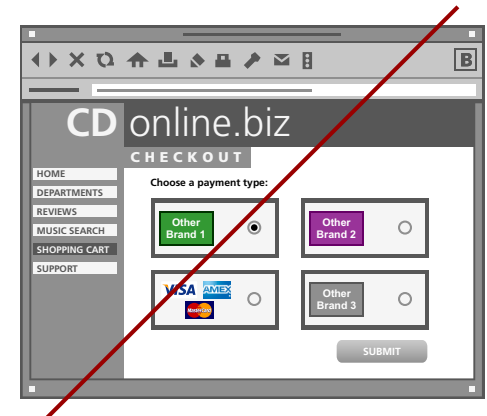 B
CD online.biz
CHECKOUT
HOME
DEPARTMENTS
REVIEWS
MUSIC SEARCH
SHOPPING CART
SUPPORT
Choose a payment type:
Other
Brand 1
Other
Brand 2
VISA AMEX
MasterCard
Other
Brand 3
SUBMIT